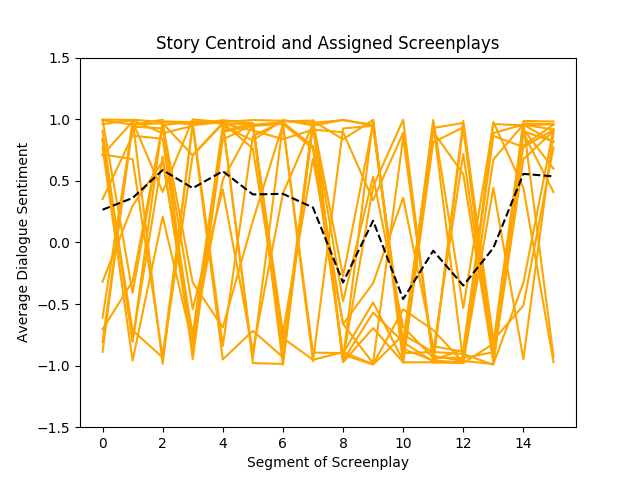 Story Centroid and Assigned Screenplays
1.5
1.0
0.5
0.0
−0.5
−1.0
−1.5
Average Dialogue Sentiment
0 2 4 6 8 10 12 14
Segment of Screenplay